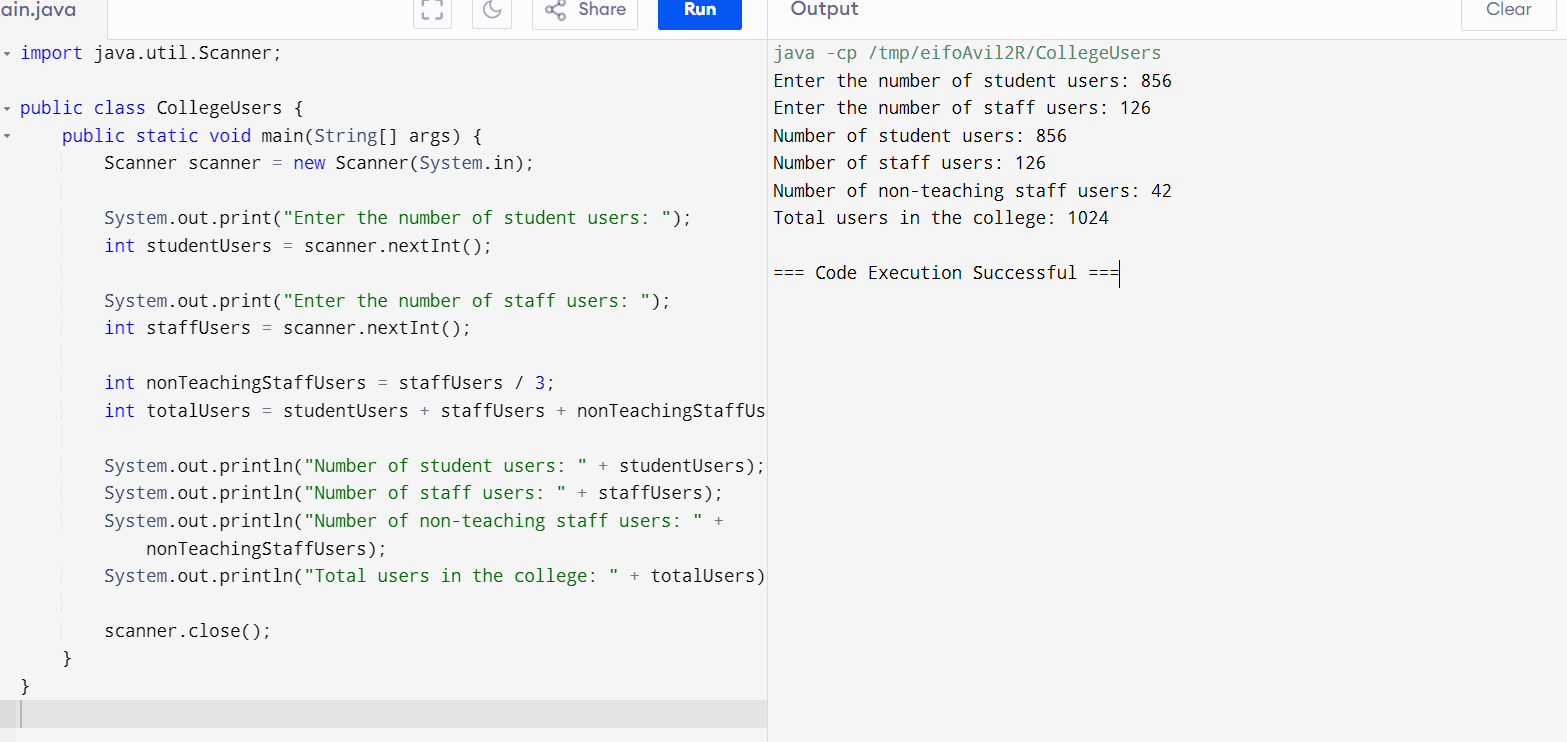 ain.java
Share
Run
import java.util.Scanner;
public class CollegeUsers {
public static void main(String[] args) {
Scanner scanner = new Scanner(System.in);
System.out.print("Enter the number of student users: ");
int studentUsers = scanner.nextInt();
System.out.print("Enter the number of staff users: ");
int staffUsers = scanner.nextInt();
int nonTeachingStaffUsers = staffUsers / 3;
int totalUsers = studentUsers + staffUsers + nonTeachingStaffUs
System.out.println("Number of student users: " + studentUsers);
System.out.println("Number of staff users: " + staffUsers);
System.out.println("Number of non-teaching staff users: " +
nonTeachingStaffUsers);
System.out.println("Total users in the college: " + totalUsers)
scanner.close();
}
}
Output
Clear
java -cp /tmp/eifoAvil2R/CollegeUsers
Enter the number of student users: 856
Enter the number of staff users: 126
Number of student users: 856
Number of staff users: 126
Number of non-teaching staff users: 42
Total users in the college: 1024
=== Code Execution Successful ===